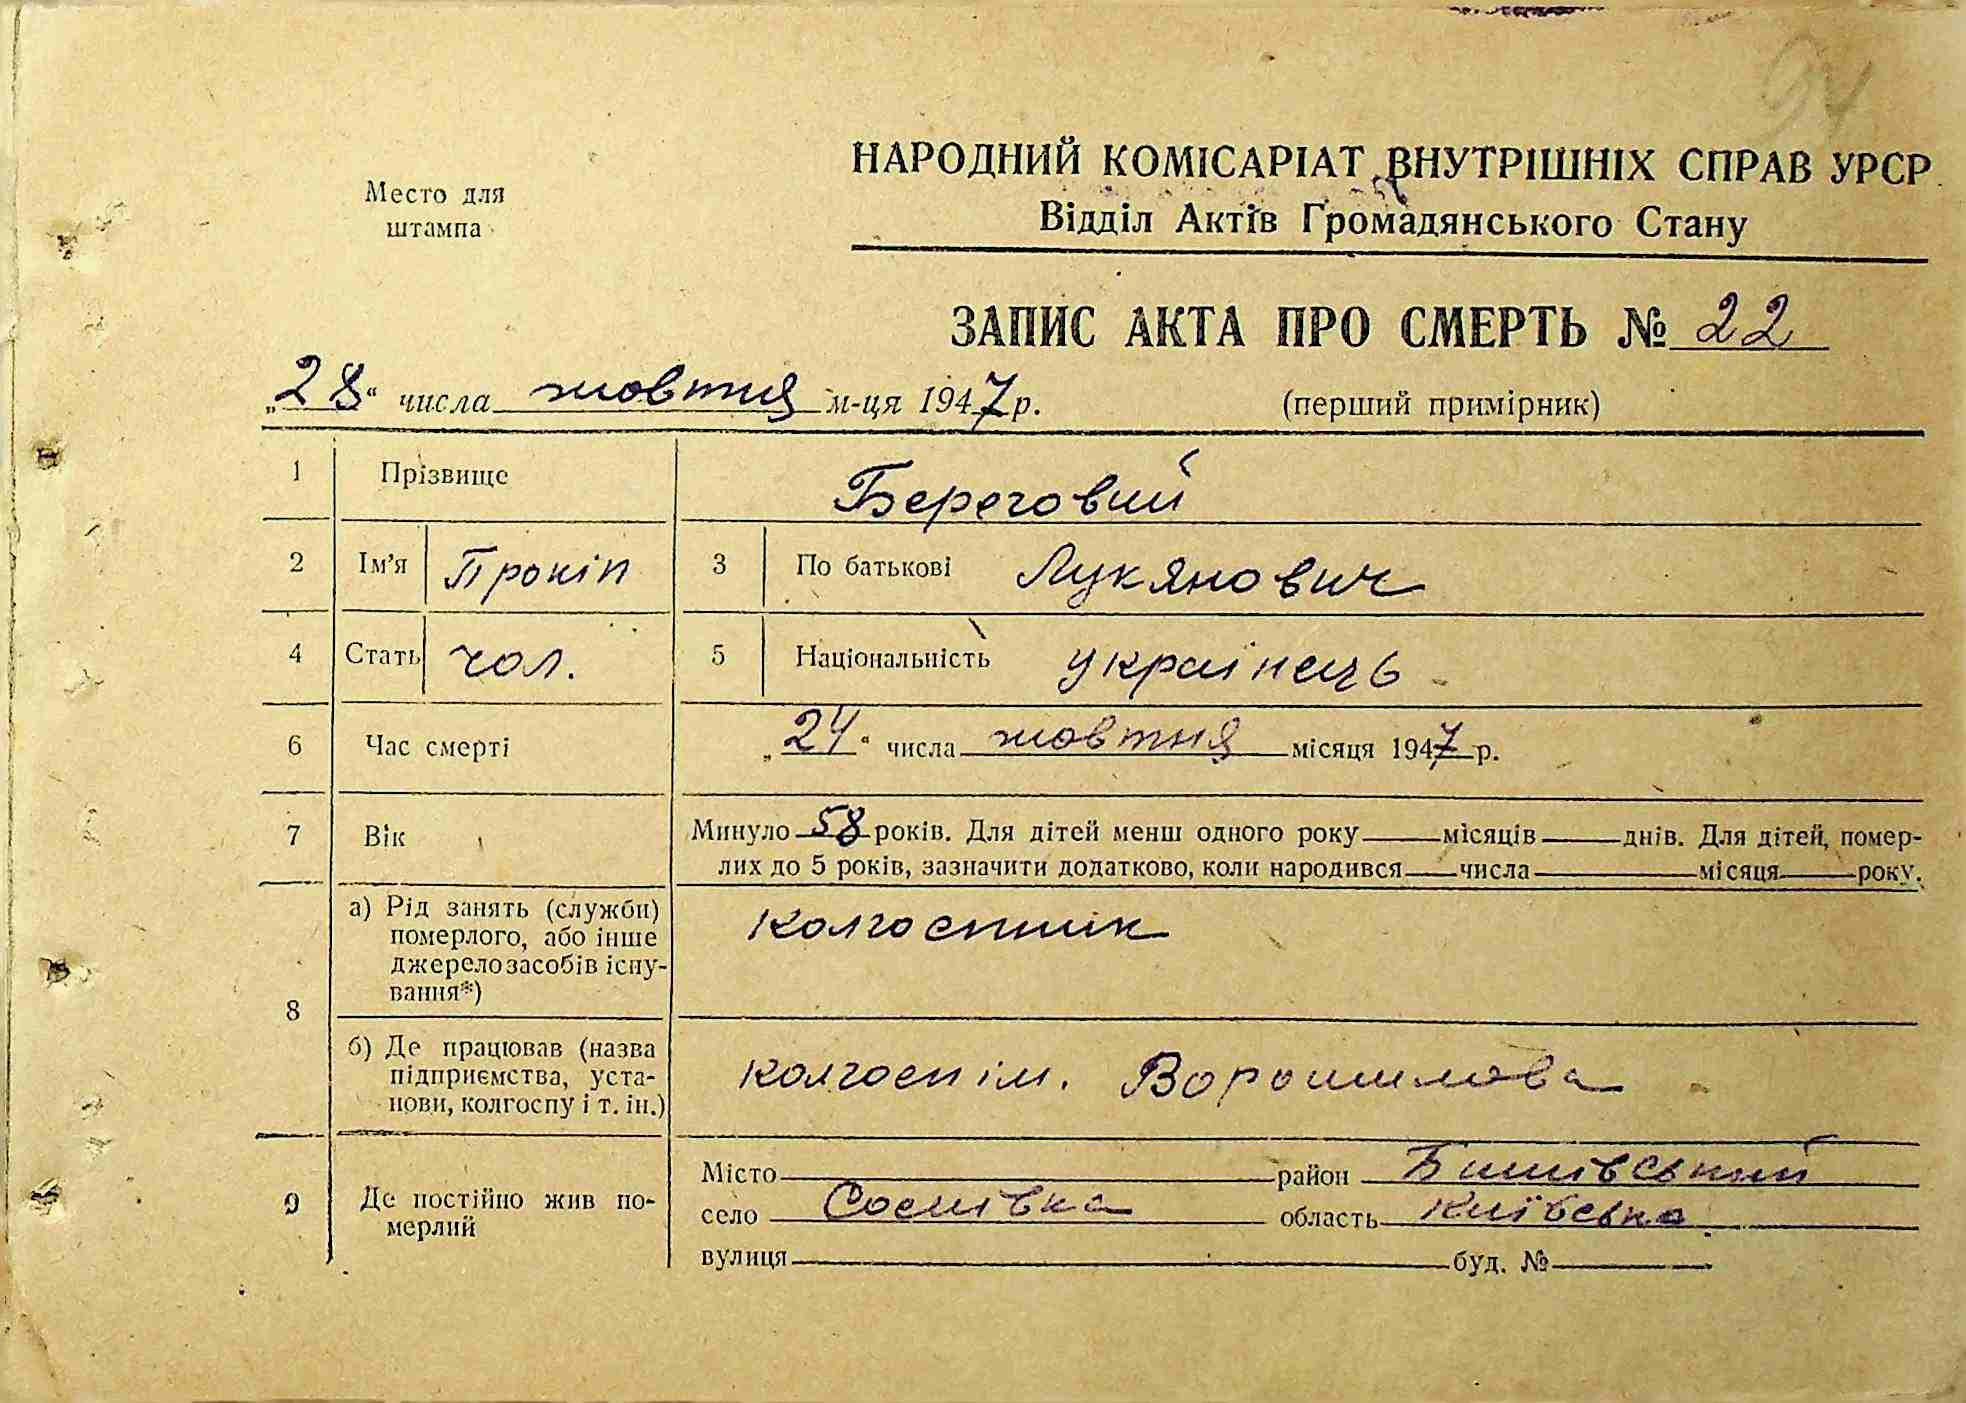 94
НАРОДНИЙ КОМІСАРІАТ ВНУТРІШНІХ СПРАВ УРСР
Место для
штампа
Відділ Актів Громадянського Стану
ЗАПИС АКТА ПРО СМЕРТЬ № 22
„28“ числа жовтня м-ця 1947 р.
(перший примірник)
1 Прізвище Береговий
2 Ім'я Прокіп 3 По батькові Лукянович
4 Стать чол. 5 Національність українець
6 Час смерті „24“ числа жовтня місяця 1947 р.
7 Вік Минуло 58 років. Для дітей менш одного року місяців днів. Для дітей, помер-
лих до 5 років, зазначити додатково, коли народився числа місяця року.
8
а) Рід занять (служби)
померлого, або інше
джерело засобів існу-
вання*)
колгоспник
б) Де працював (назва
підприємства, уста-
нови, колгоспу і т. ін.)
колгосп ім. Ворошилова
9 Де постійно жив по-
мерлий
Місто район Бишівський
село Соснівка область Київська
вулиця буд. №